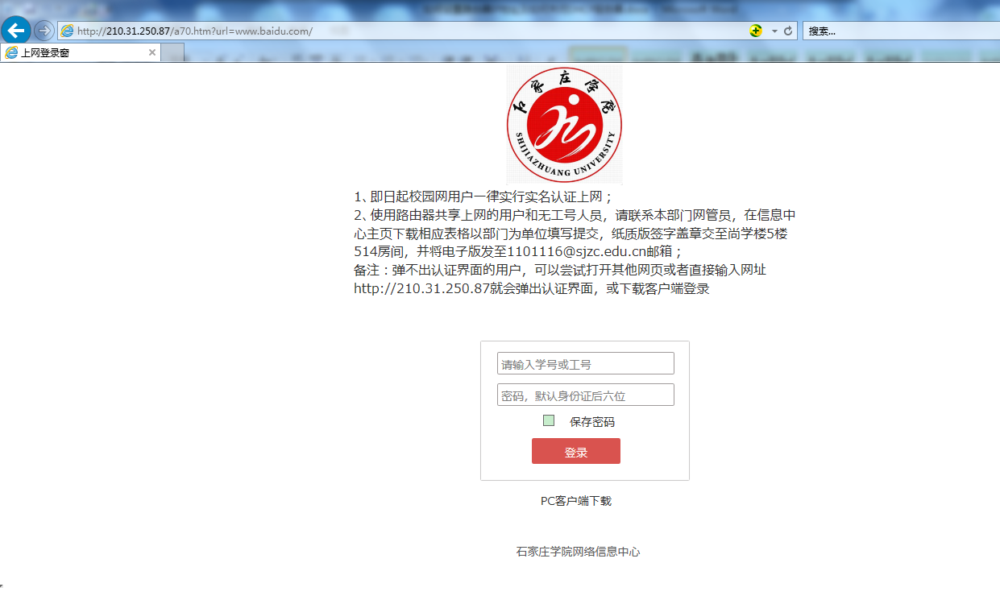 http://210.31.250.87/a70.htm?url=www.baidu.com/
搜索...
上网登录窗
石家庄学院
SHIJIAZHUANG UNIVERSITY
1、即日起校园网用户一律实行实名认证上网；
2、使用路由器共享上网的用户和无工号人员，请联系本部门网管员，在信息中
心主页下载相应表格以部门为单位填写提交，纸质版签字盖章交至尚学楼5楼
514房间，并将电子版发至1101116@sjzc.edu.cn邮箱；
备注：弹不出认证界面的用户，可以尝试打开其他网页或者直接输入网址
http://210.31.250.87就会弹出认证界面，或下载客户端登录
请输入学号或工号
密码，默认身份证后六位
保存密码
登录
PC客户端下载
石家庄学院网络信息中心